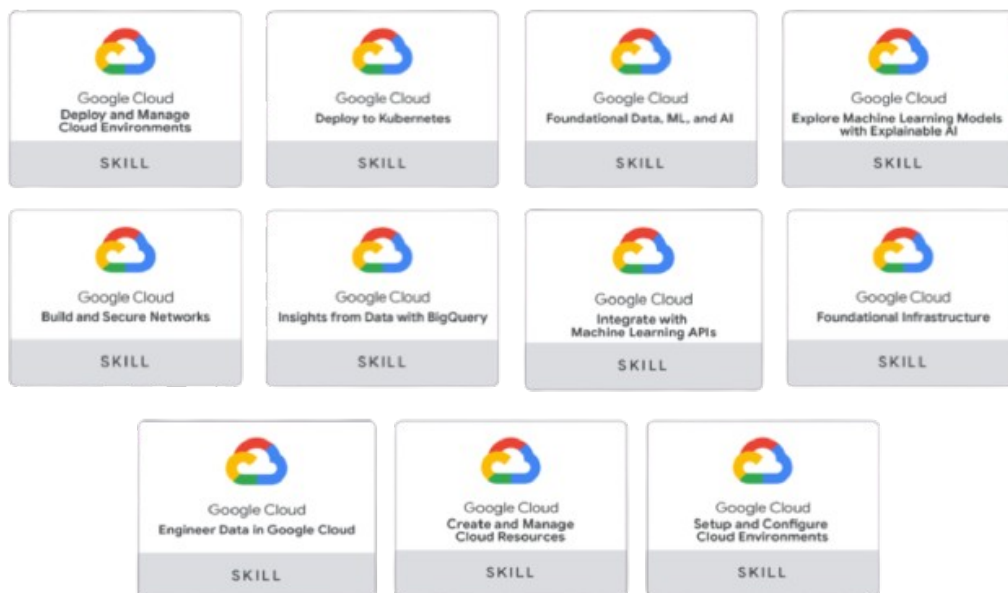 Google Cloud
Deploy and Manage
Cloud Environments
SKILL
Google Cloud
Deploy to Kubernetes
SKILL
Google Cloud
Foundational Data, ML, and AI
SKILL
Google Cloud
Explore Machine Learning Models
with Explainable AI
SKILL
Google Cloud
Build and Secure Networks
SKILL
Google Cloud
Insights from Data with BigQuery
SKILL
Google Cloud
Integrate with
Machine Learning APIs
SKILL
Google Cloud
Foundational Infrastructure
SKILL
Google Cloud
Engineer Data in Google Cloud
SKILL
Google Cloud
Create and Manage
Cloud Resources
SKILL
Google Cloud
Setup and Configure
Cloud Environments
SKILL